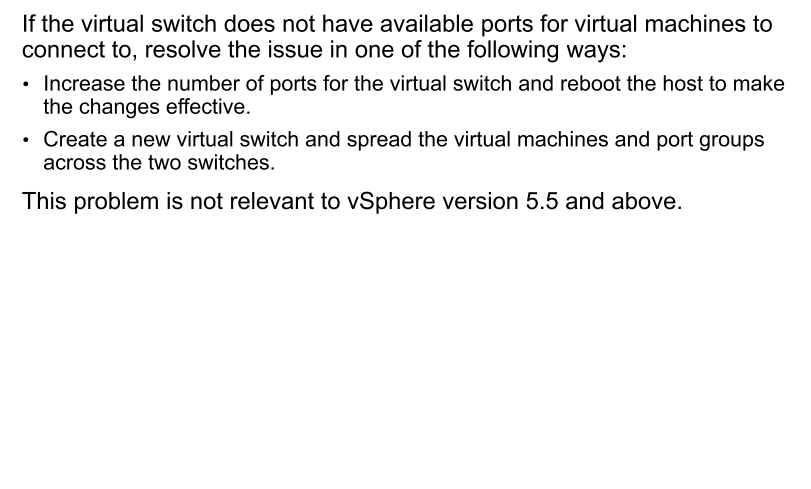 If the virtual switch does not have available ports for virtual machines to
connect to, resolve the issue in one of the following ways:
• Increase the number of ports for the virtual switch and reboot the host to make
the changes effective.
• Create a new virtual switch and spread the virtual machines and port groups
across the two switches.
This problem is not relevant to vSphere version 5.5 and above.